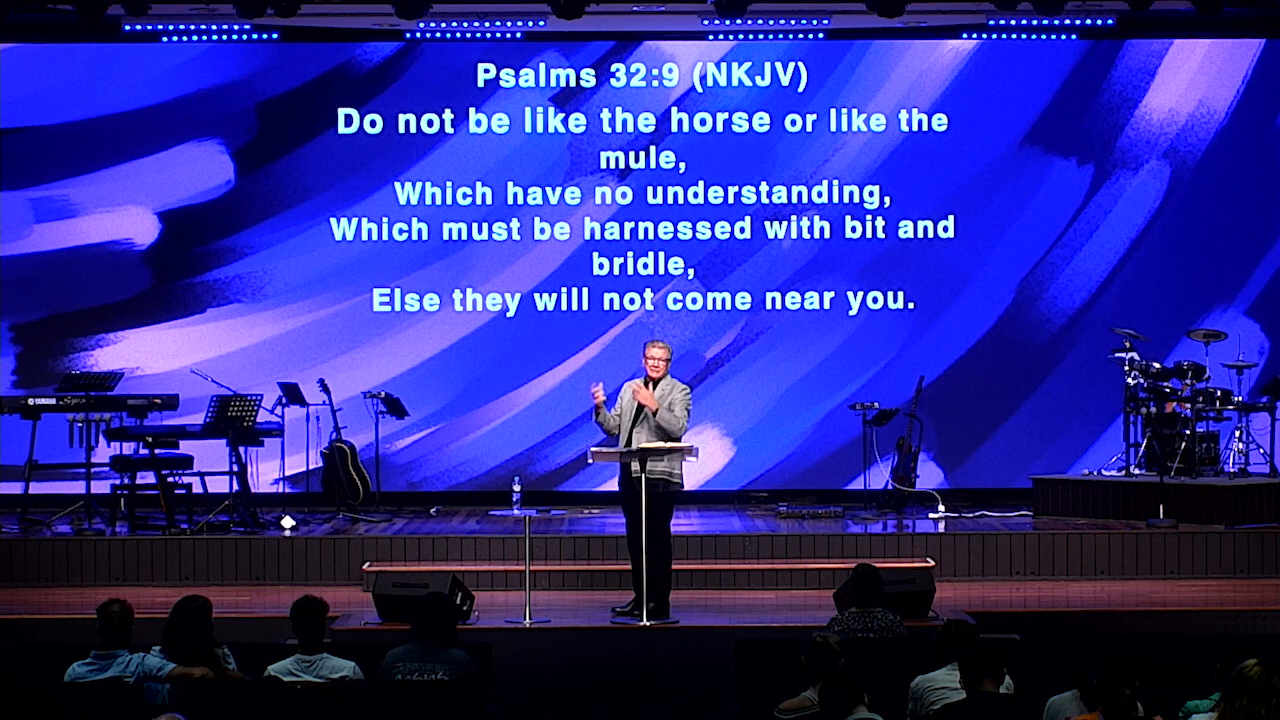 Psalms 32:9 (NKJV)
Do not be like the horse or like the
mule,
Which have no understanding,
Which must be harnessed with bit and
bridle,
Else they will not come near you.
YAMAHA